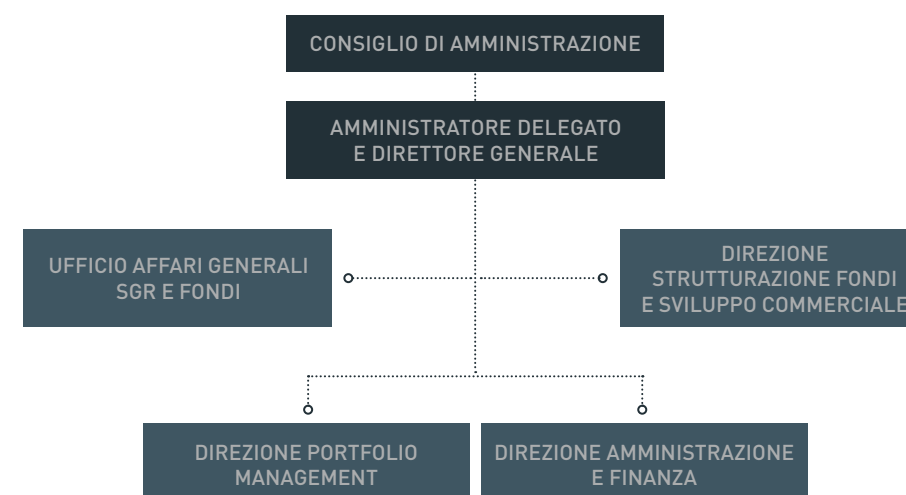 CONSIGLIO DI AMMINISTRAZIONE
AMMINISTRATORE DELEGATO
E DIRETTORE GENERALE
UFFICIO AFFARI GENERALI
SGR E FONDI
DIREZIONE
STRUTTURAZIONE FONDI
E SVILUPPO COMMERCIALE
DIREZIONE PORTFOLIO
MANAGEMENT
DIREZIONE AMMINISTRAZIONE
E FINANZA